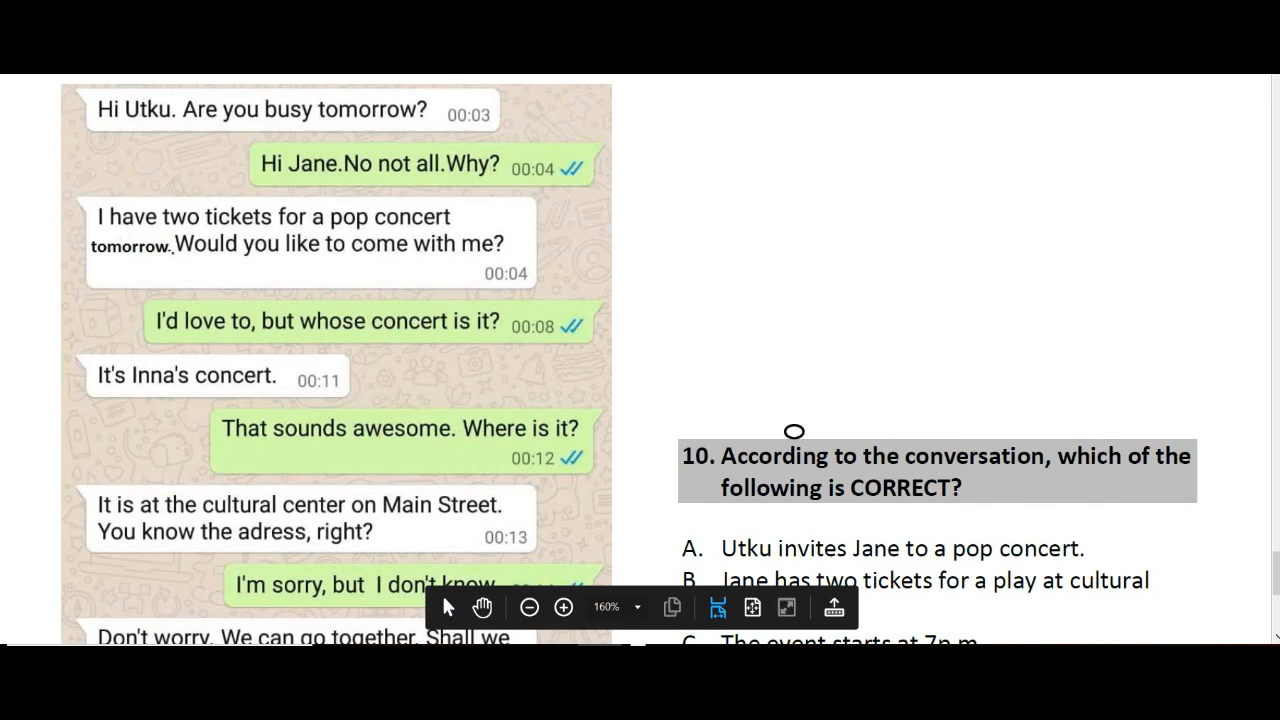 Hi Utku. Are you busy tomorrow? 00:03
Hi Jane.No not all.Why? 00:04
I have two tickets for a pop concert
tomorrow..Would you like to come with me?
00:04
I'd love to, but whose concert is it? 00:08
It's Inna's concert. 00:11
That sounds awesome. Where is it?
00:12
It is at the cultural center on Main Street.
You know the adress, right? 00:13
I'm sorry, but I don't know
Don't worry. We can go together. Shall we
10. According to the conversation, which of the
following is CORRECT?
A. Utku invites Jane to a pop concert.
B. Jane has two tickets for a play at cultural
C. The event starts at 7p.m.
160%